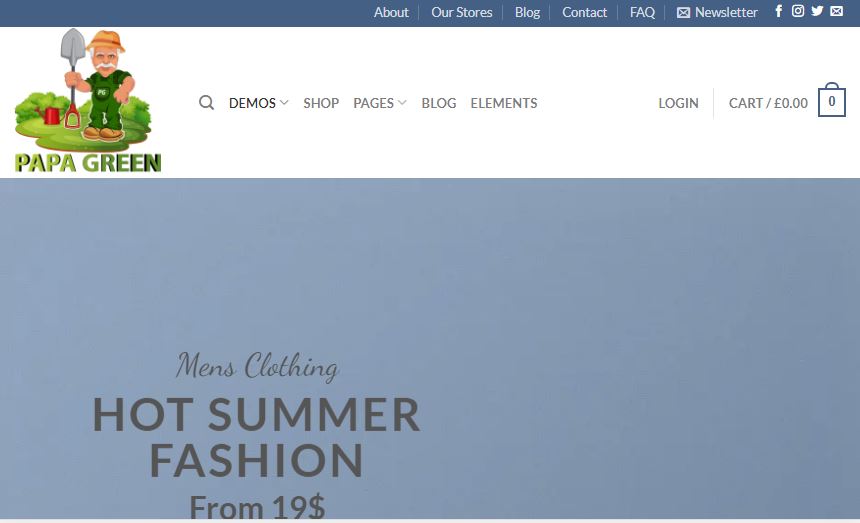 About Our Stores Blog Contact FAQ Newsletter
PG
PAPA GREEN
DEMOS SHOP PAGES BLOG ELEMENTS LOGIN CART / £0.00 0
Mens Clothing
HOT SUMMER
FASHION
From 19$